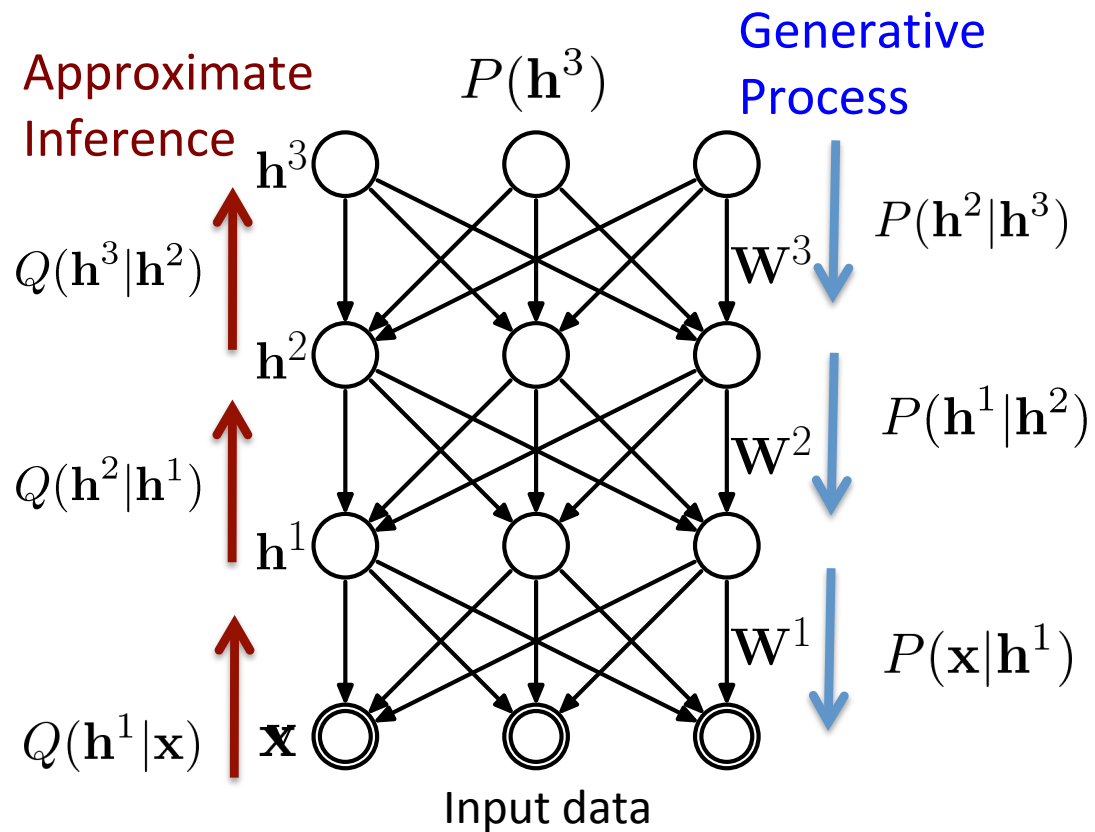 Approximate
Inference
P(𝐡³)
Generative
Process
𝐡³
P(𝐡²|𝐡³)
Q(𝐡³|𝐡²)
𝐖³
𝐡²
P(𝐡¹|𝐡²)
Q(𝐡²|𝐡¹)
𝐖²
𝐡¹
𝐖¹
P(𝐱|𝐡¹)
Q(𝐡¹|𝐱)
𝐱
Input data